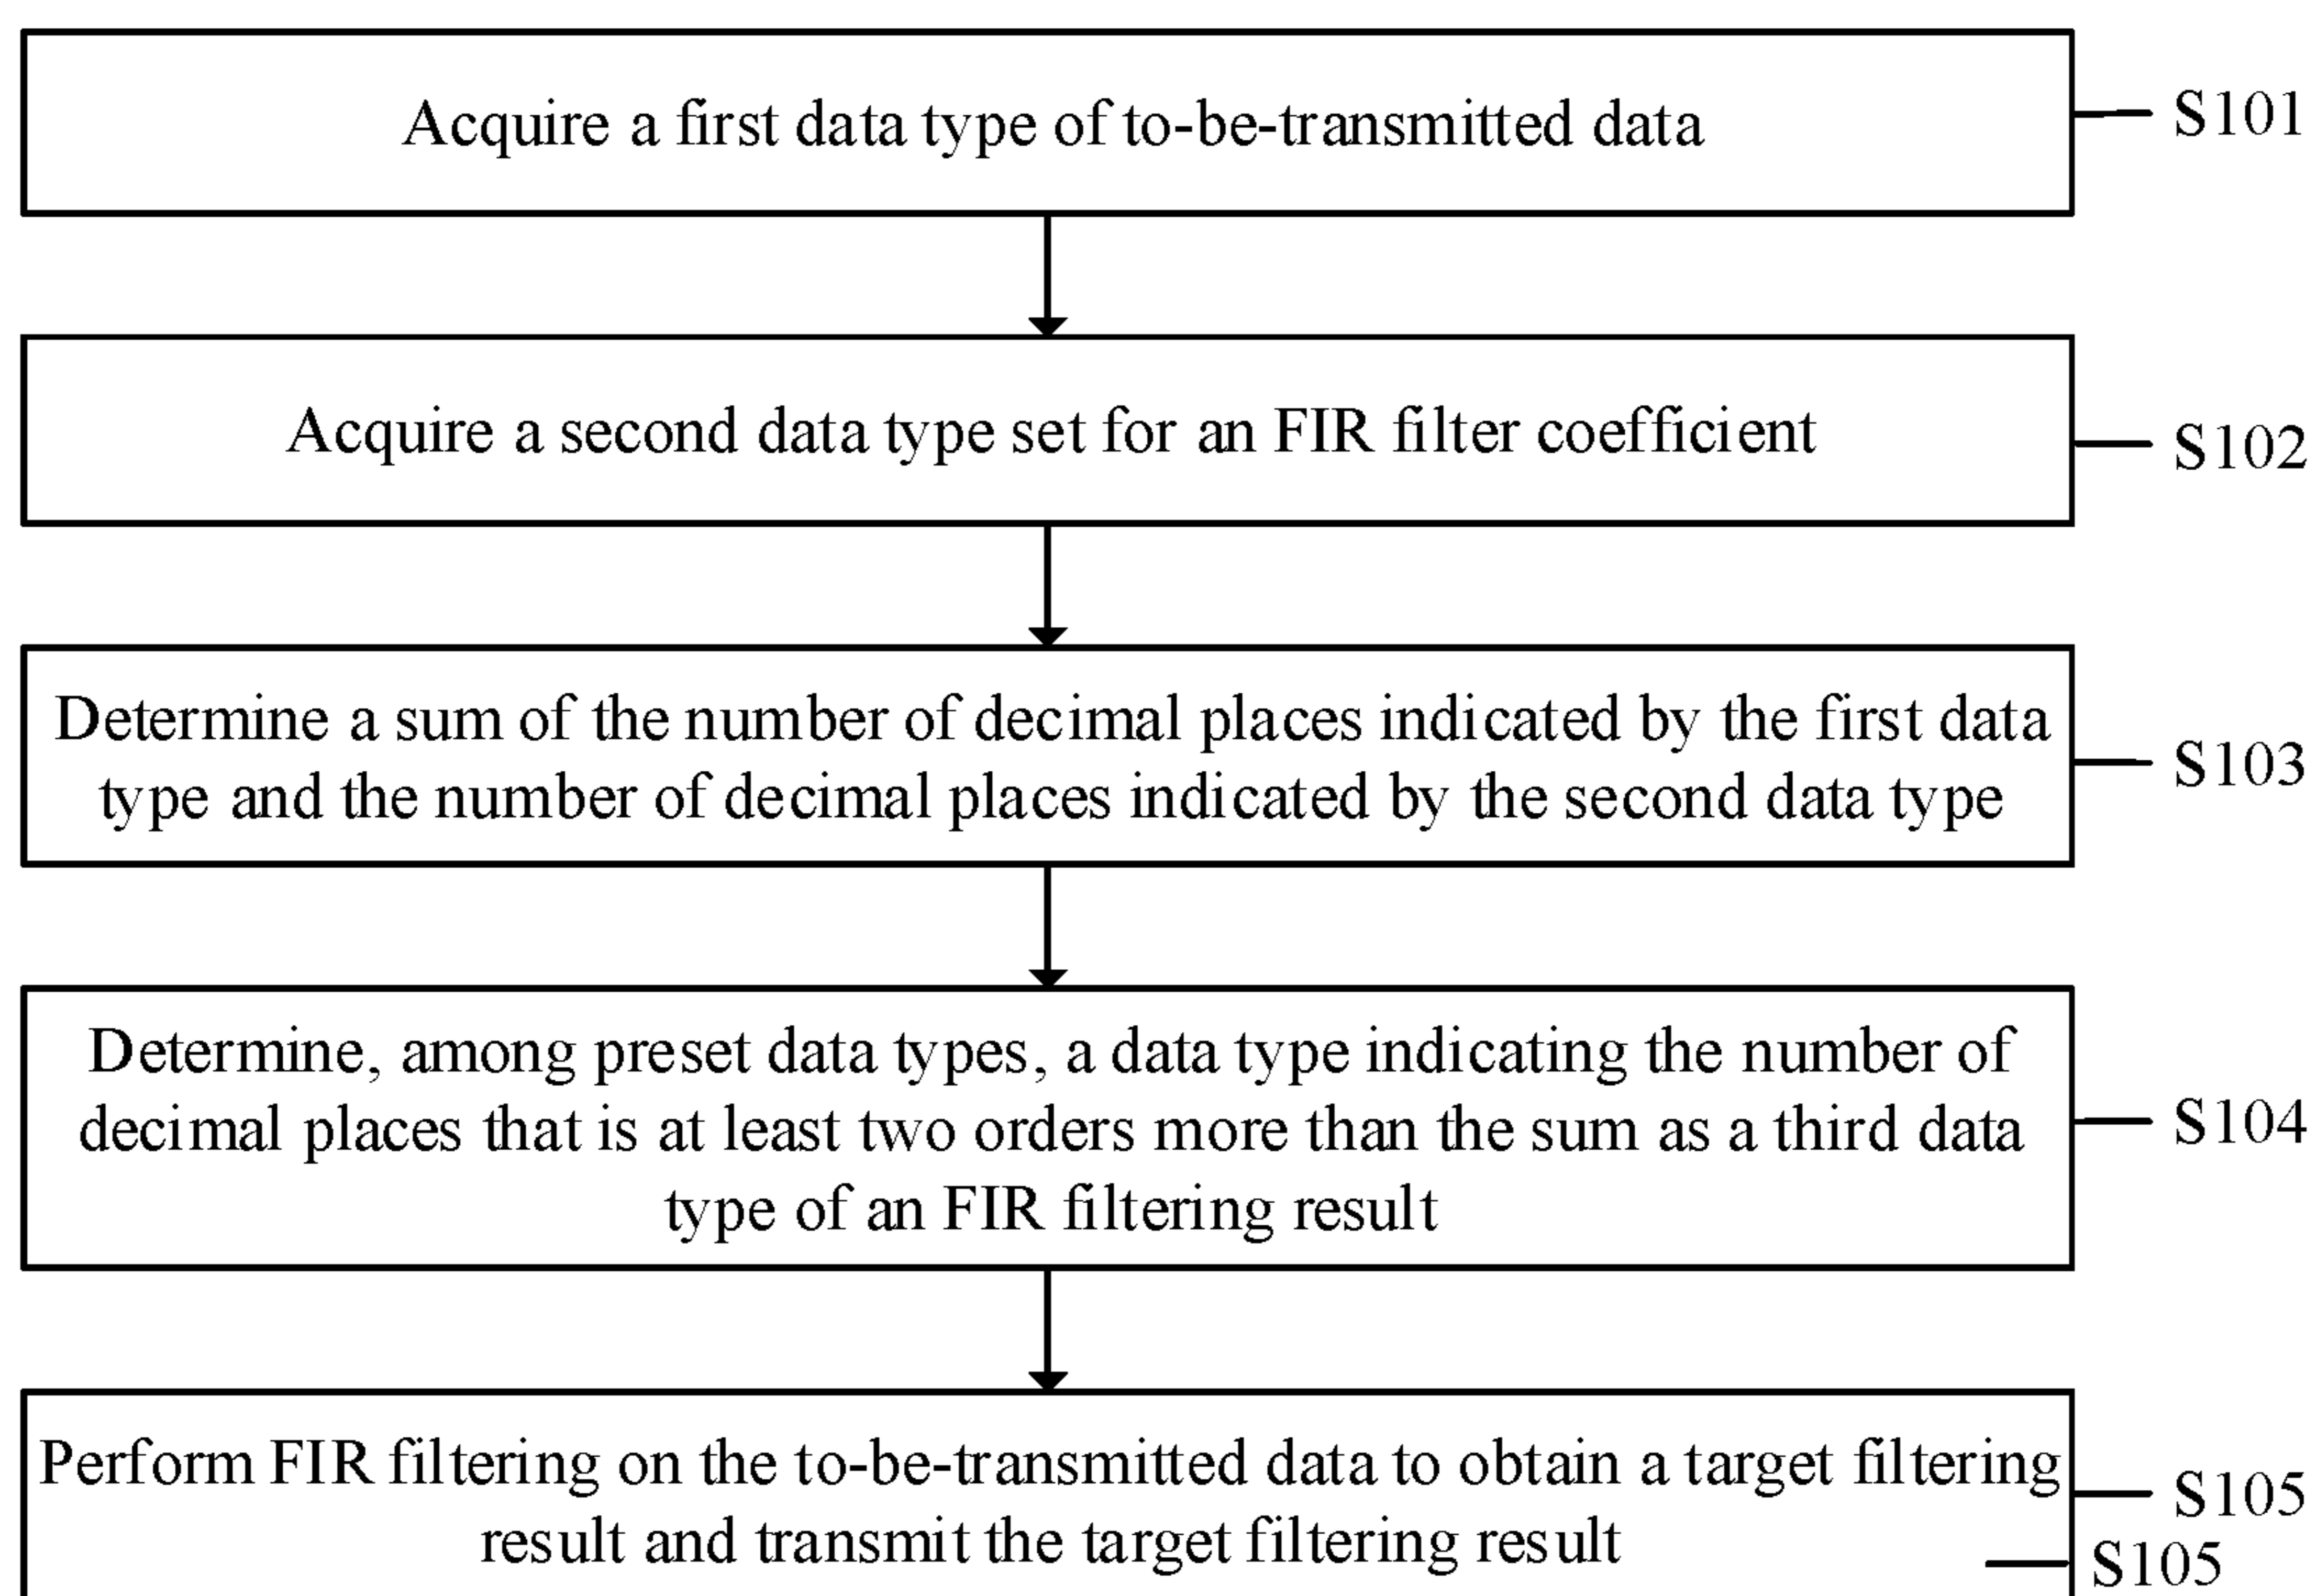 Acquire a first data type of to-be-transmitted data
S101
Acquire a second data type set for an FIR filter coefficient
S102
Determine a sum of the number of decimal places indicated by the first data
type and the number of decimal places indicated by the second data type
S103
Determine, among preset data types, a data type indicating the number of
decimal places that is at least two orders more than the sum as a third data
type of an FIR filtering result
S104
Perform FIR filtering on the to-be-transmitted data to obtain a target filtering
result and transmit the target filtering result
S105
S105